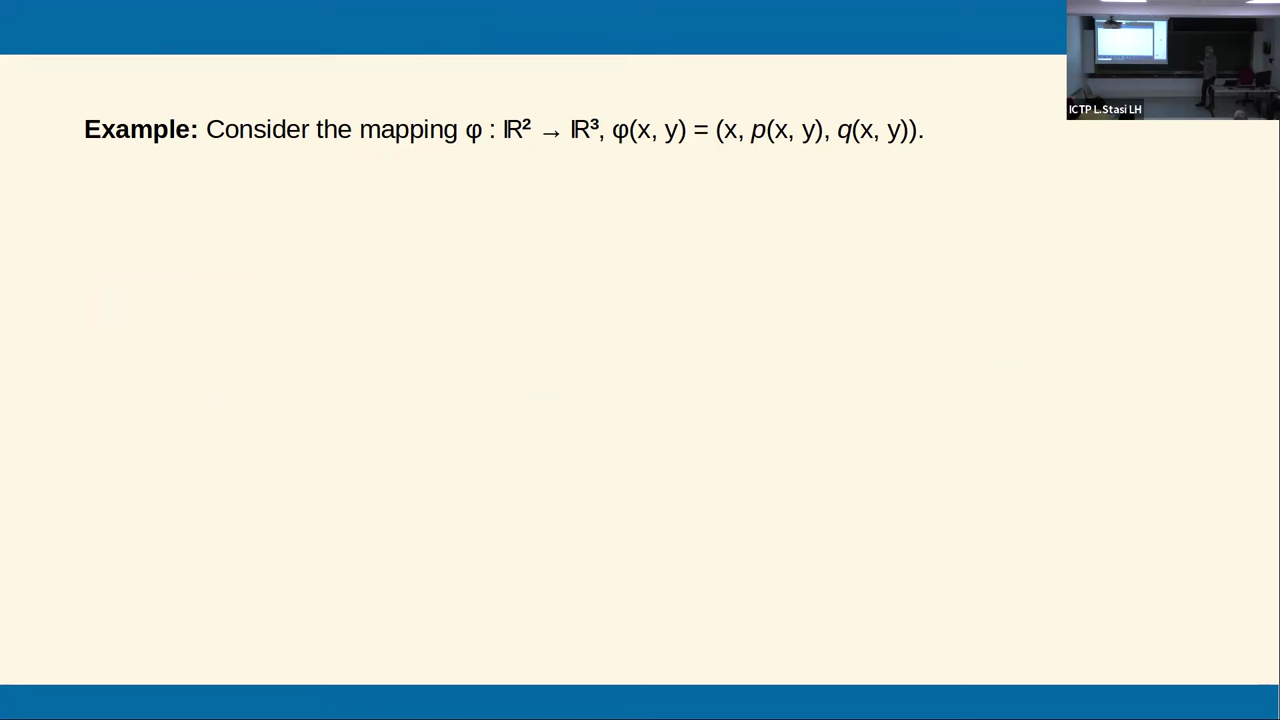 Example: Consider the mapping φ : ℝ² → ℝ³, φ(x, y) = (x, p(x, y), q(x, y)).
ICTP L.Stasi LH